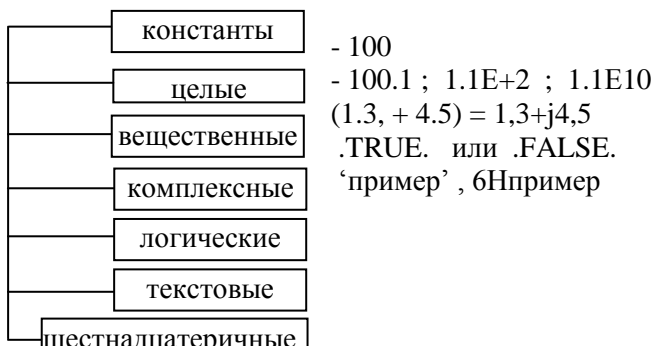 константы
целые
вещественные
комплексные
логические
текстовые
шестнадцатеричные
- 100
- 100.1 ; 1.1E+2 ; 1.1E10
(1.3, + 4.5) = 1,3+j4,5
.TRUE. или .FALSE.
‘пример’ , 6Hпример